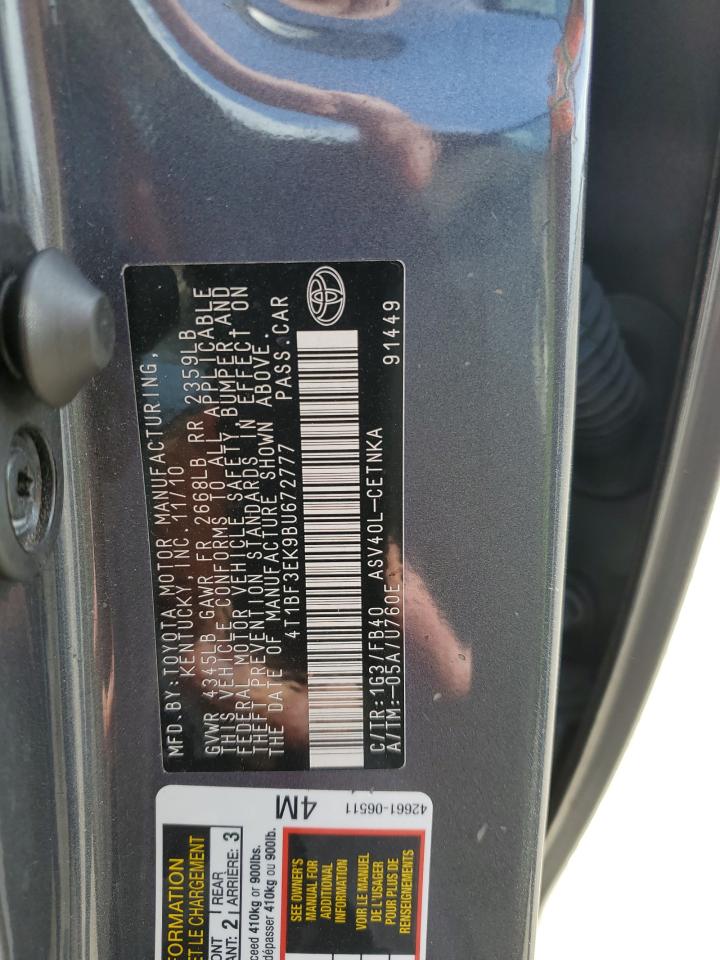 MFD.BY:TOYOTA MOTOR MANUFACTURING,
KENTUCKY, INC. 11/10
GVWR 4345LB GAWR FR 2668LB RR 2359LB
THIS VEHICLE CONFORMS TO ALL APPLICABLE
FEDERAL MOTOR VEHICLE SAFETY, BUMPER AND
THEFT PREVENTION STANDARDS IN EFFECT ON
THE DATE OF MANUFACTURE SHOWN ABOVE.
4T1BF3EK9BU672777 PASS.CAR
C/TR:1G3/FB40 ASV40L-CETNKA
A/TM:-05A/U760E 91449
FORMATION
ET LE CHARGEMENT
ONT 2 REAR 3
ANT: ARRIÈRE:
ceed 410kg or 900lbs.
dépasser 410kg ou 900lb.
4M
SEE OWNER'S
MANUAL FOR
ADDITIONAL
INFORMATION
VOIR LE MANUEL
DE L'USAGER
POUR PLUS DE
RENSEIGNEMENTS
42661-06511